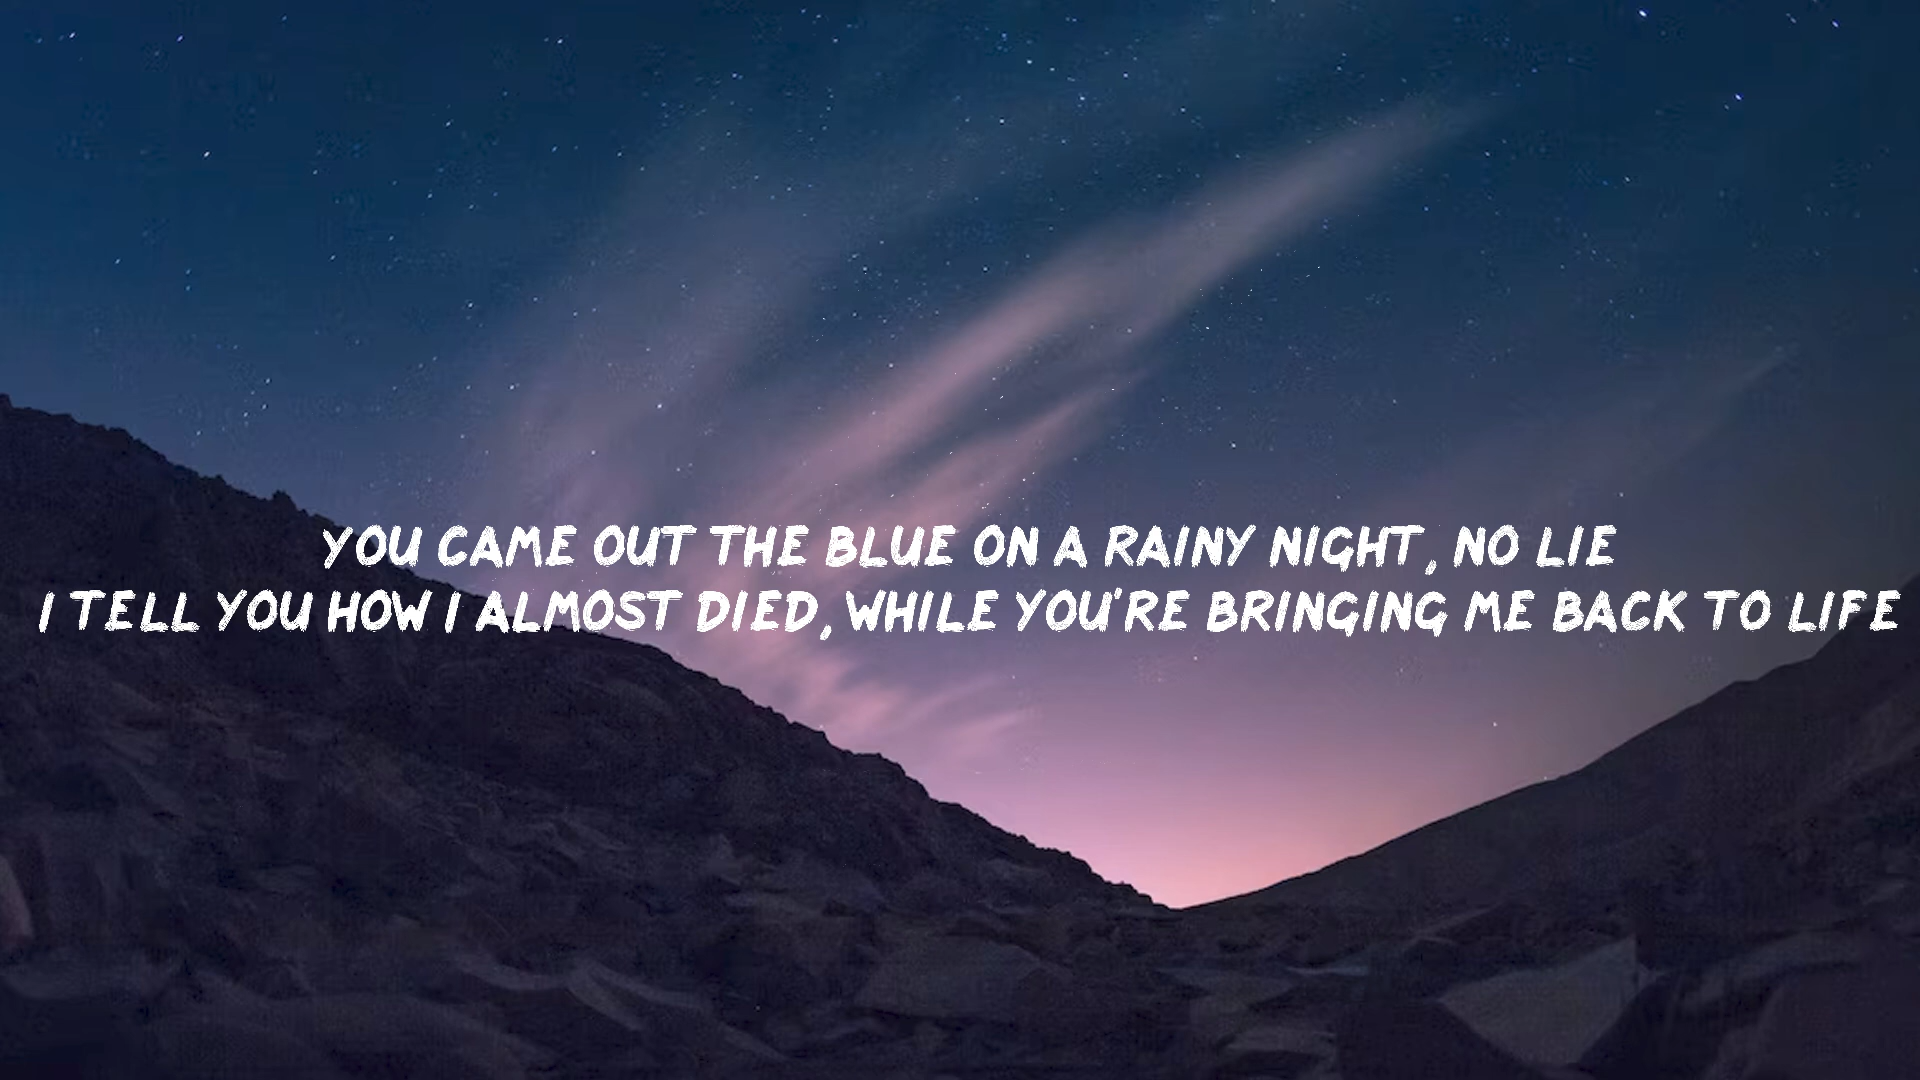 YOU CAME OUT THE BLUE ON A RAINY NIGHT, NO LIE
I TELL YOU HOW I ALMOST DIED, WHILE YOU'RE BRINGING ME BACK TO LIFE